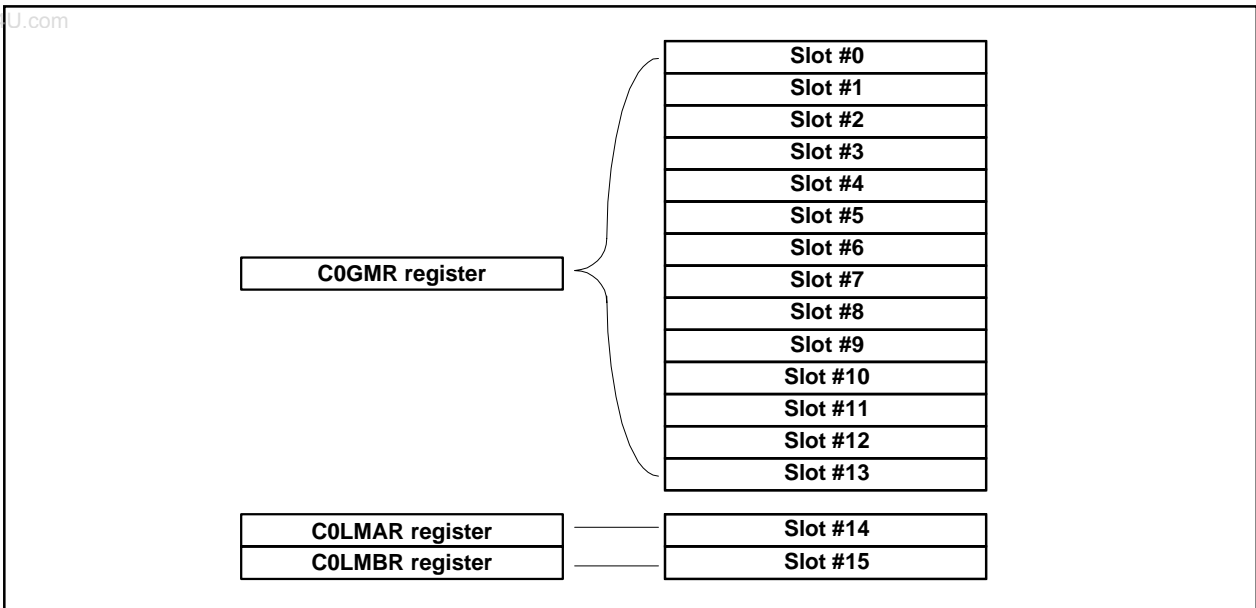 U.com
Slot #0
Slot #1
Slot #2
Slot #3
Slot #4
Slot #5
Slot #6
C0GMR register
Slot #7
Slot #8
Slot #9
Slot #10
Slot #11
Slot #12
Slot #13
C0LMAR register
Slot #14
C0LMBR register
Slot #15